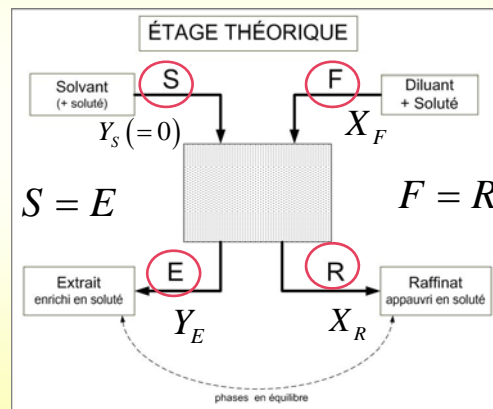 ÉTAGE THÉORIQUE
Solvant
(+ soluté)
S
F
Diluant
+ Soluté
Y_S (= 0)
X_F
S = E
F = R
Extrait
enrichi en soluté
E
R
Raffinat
appauvri en soluté
Y_E
X_R
phases en équilibre